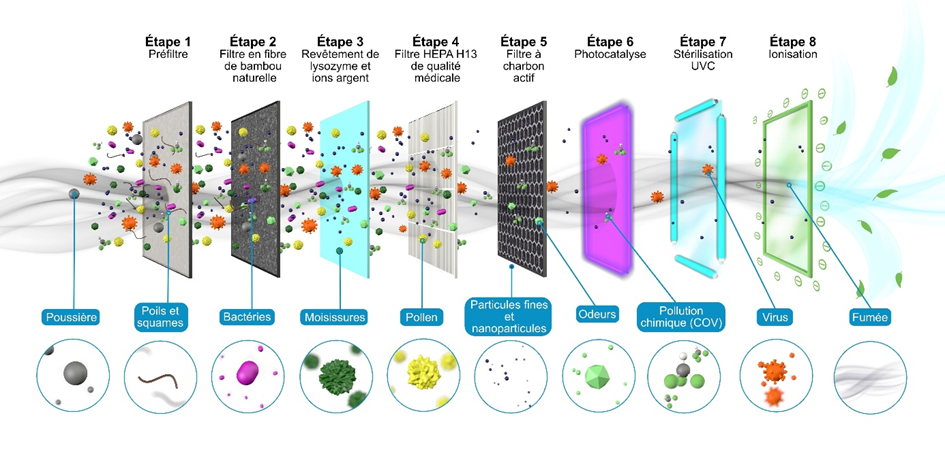 Étape 1
Préfiltre
Étape 2
Filtre en fibre
de bambou
naturelle
Étape 3
Revêtement de
lysozyme et
ions argent
Étape 4
Filtre HEPA H13
de qualité
médicale
Étape 5
Filtre à
charbon
actif
Étape 6
Photocatalyse
Étape 7
Stérilisation
UVC
Étape 8
Ionisation
Poussière
Poils et
squames
Bactéries
Moisissures
Pollen
Particules fines
et
nanoparticules
Odeurs
Pollution
chimique (COV)
Virus
Fumée